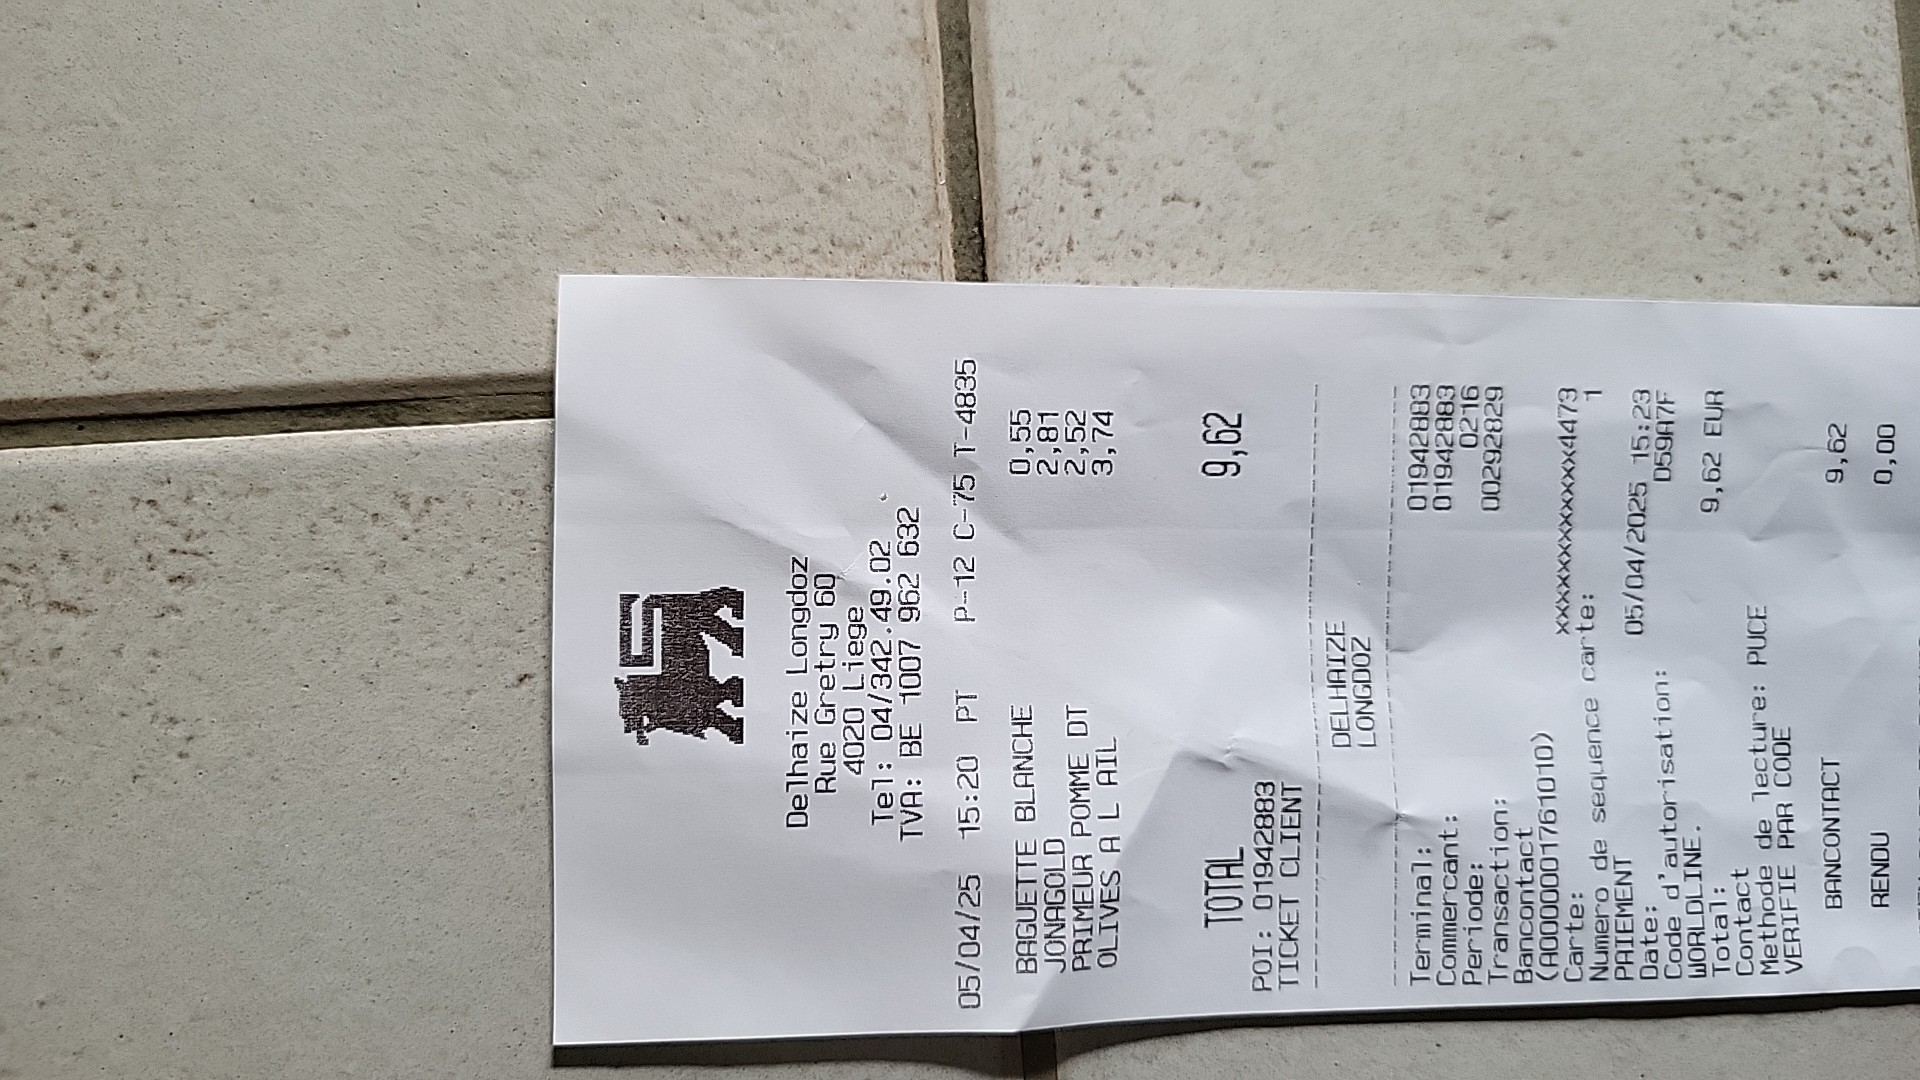 Delhaize Longdoz
Rue Gretry 60
4020 Liege
Tel: 04/342.49.02
TVA: BE 1007 962 632
05/04/25 15:20 PT P-12 C-75 T-4835
BAGUETTE BLANCHE 0,55
JONAGOLD 2,81
PRIMEUR POMME DT 2,52
OLIVES A L AIL 3,74
TOTAL 9,62
POI: 01942883
TICKET CLIENT
DELHAIZE
LONGDOZ
Terminal: 01942883
Commercant: 01942883
Periode: 0216
Transaction: 00292829
Bancontact
(A0000001761010)
Carte: xxxxxxxxxxxxx4473
Numero de sequence carte: 1
PAIEMENT
Date: 05/04/2025 15:23
Code d'autorisation: D59A7F
WORLDLINE.
Total: 9,62 EUR
Contact
Methode de lecture: PUCE
VERIFIE PAR CODE
BANCONTACT 9,62
RENDU 0,00